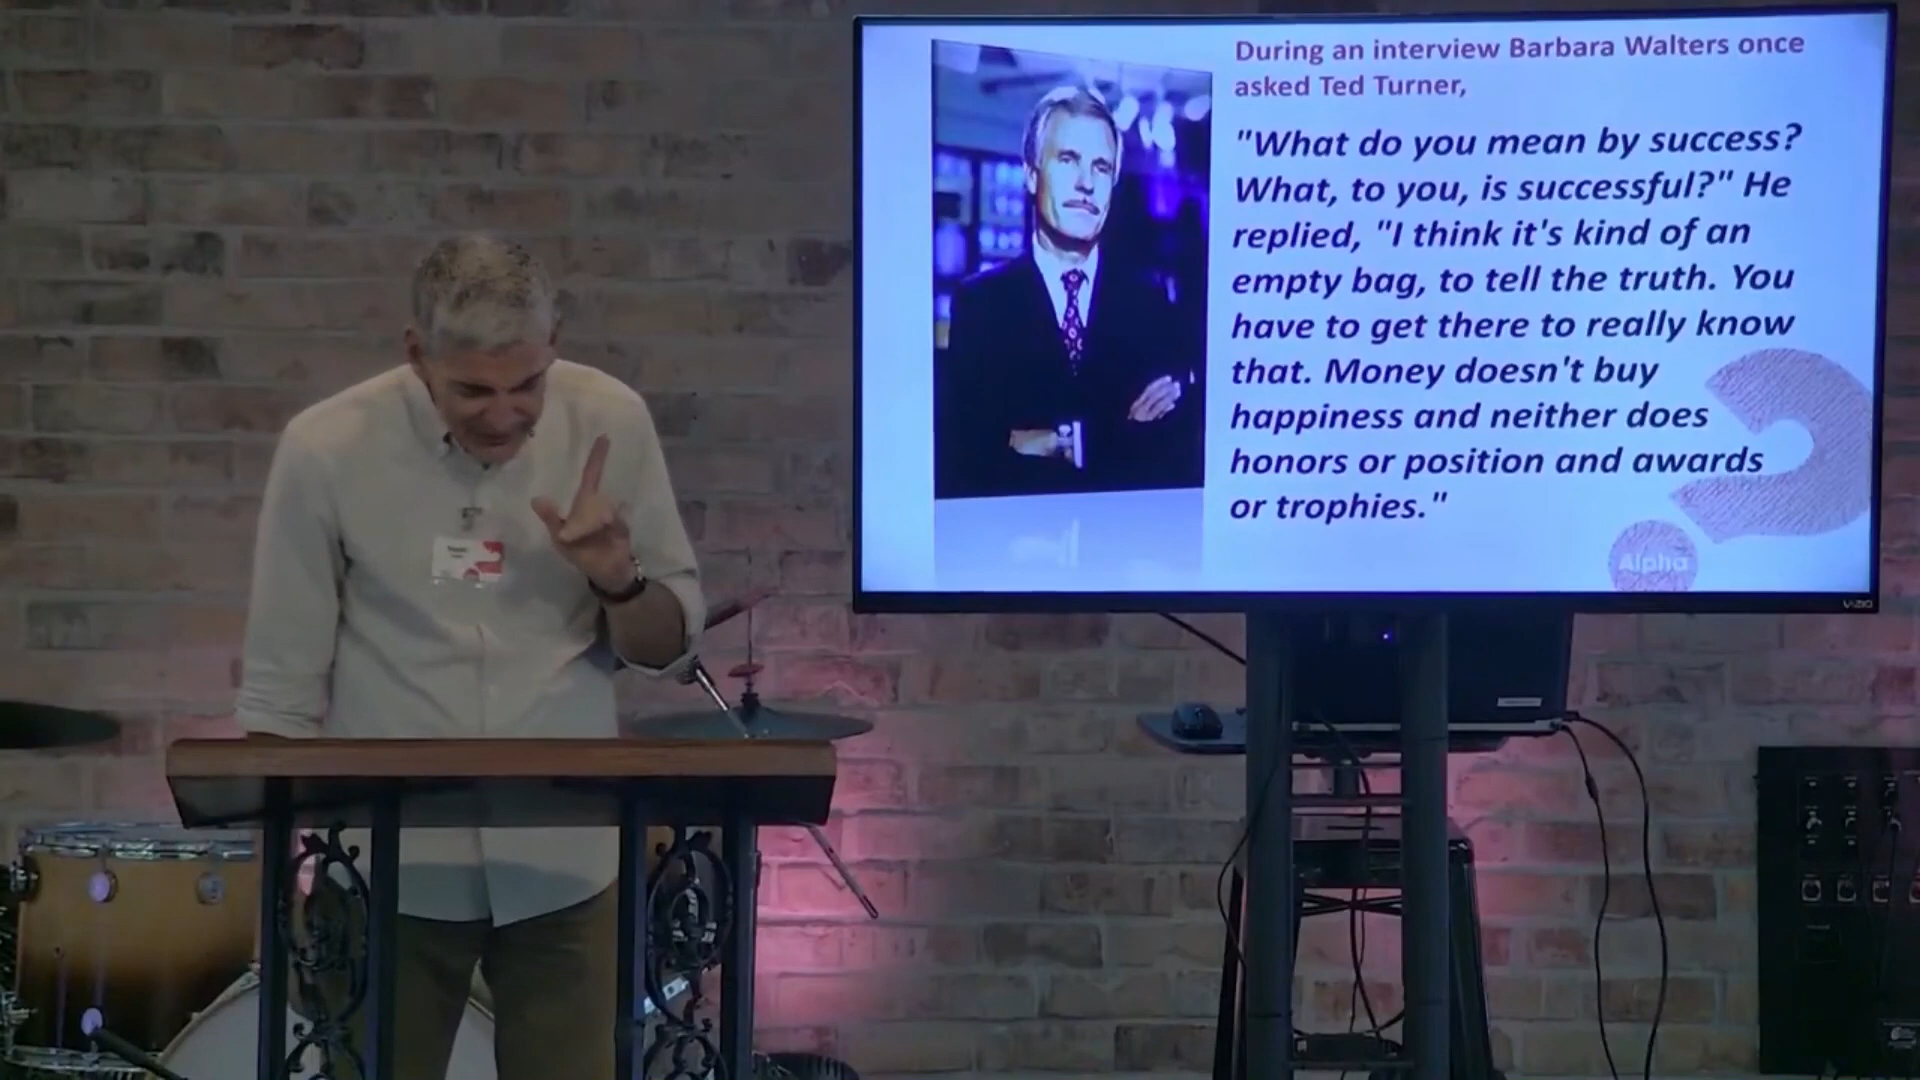 During an interview Barbara Walters once
asked Ted Turner,
"What do you mean by success?
What, to you, is successful?" He
replied, "I think it's kind of an
empty bag, to tell the truth. You
have to get there to really know
that. Money doesn't buy
happiness and neither does
honors or position and awards
or trophies."
Alpha
VIZIO